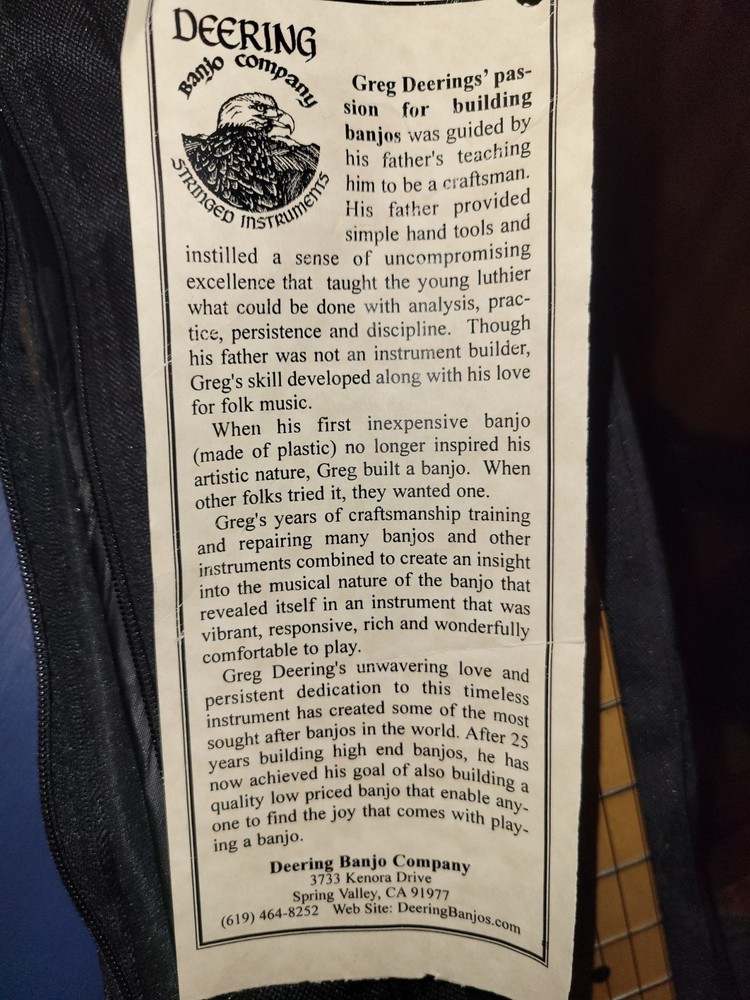 DEERING
Banjo company
STRINGED INSTRUMENTS
Greg Deerings' pas-
sion for building
banjos was guided by
his father's teaching
him to be a craftsman.
His father provided
simple hand tools and
instilled a sense of uncompromising
excellence that taught the young luthier
what could be done with analysis, prac-
tice, persistence and discipline. Though
his father was not an instrument builder,
Greg's skill developed along with his love
for folk music.
When his first inexpensive banjo
(made of plastic) no longer inspired his
artistic nature, Greg built a banjo. When
other folks tried it, they wanted one.
Greg's years of craftsmanship training
and repairing many banjos and other
instruments combined to create an insight
into the musical nature of the banjo that
revealed itself in an instrument that was
vibrant, responsive, rich and wonderfully
comfortable to play.
Greg Deering's unwavering love and
persistent dedication to this timeless
instrument has created some of the most
sought after banjos in the world. After 25
years building high end banjos, he has
now achieved his goal of also building a
quality low priced banjo that enable any-
one to find the joy that comes with play-
ing a banjo.
Deering Banjo Company
3733 Kenora Drive
Spring Valley, CA 91977
(619) 464-8252 Web Site: DeeringBanjos.com